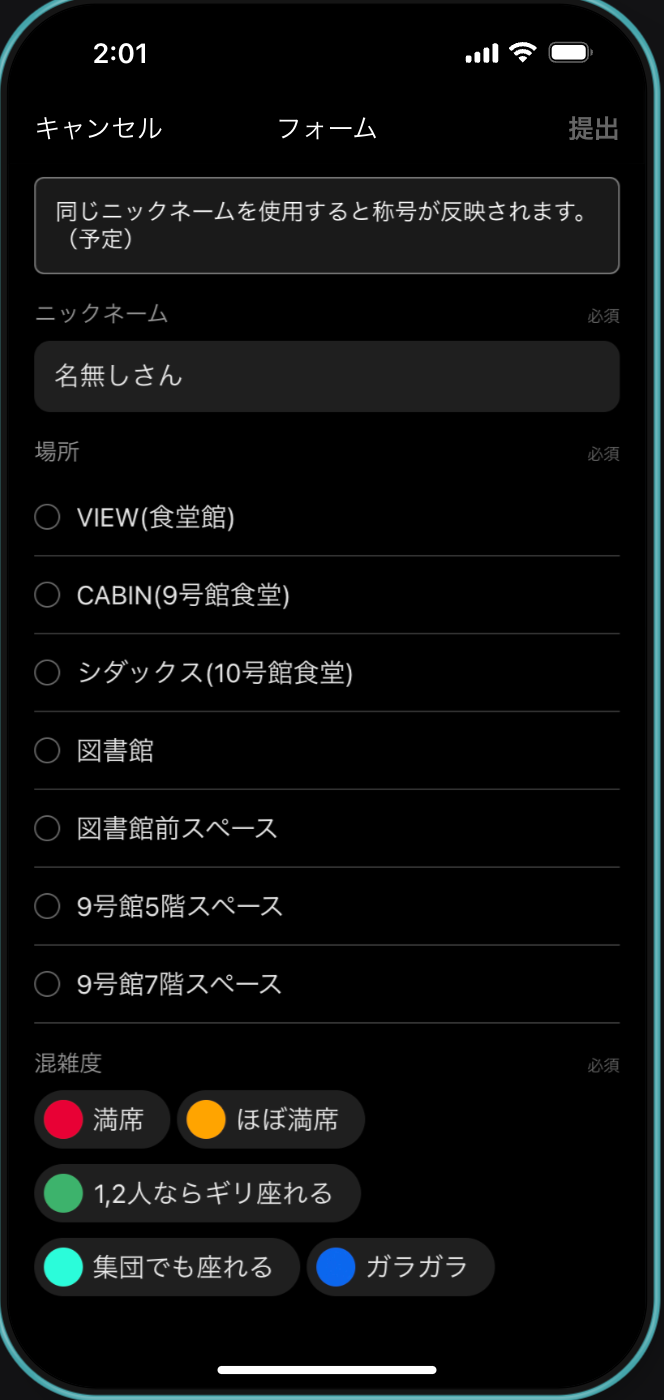 2:01
キャンセル フォーム 提出
同じニックネームを使用すると称号が反映されます。
（予定）
ニックネーム 必須
名無しさん
場所 必須
VIEW(食堂館)
CABIN(9号館食堂)
シダックス(10号館食堂)
図書館
図書館前スペース
9号館5階スペース
9号館7階スペース
混雑度 必須
満席 ほぼ満席
1,2人ならギリ座れる
集団でも座れる ガラガラ